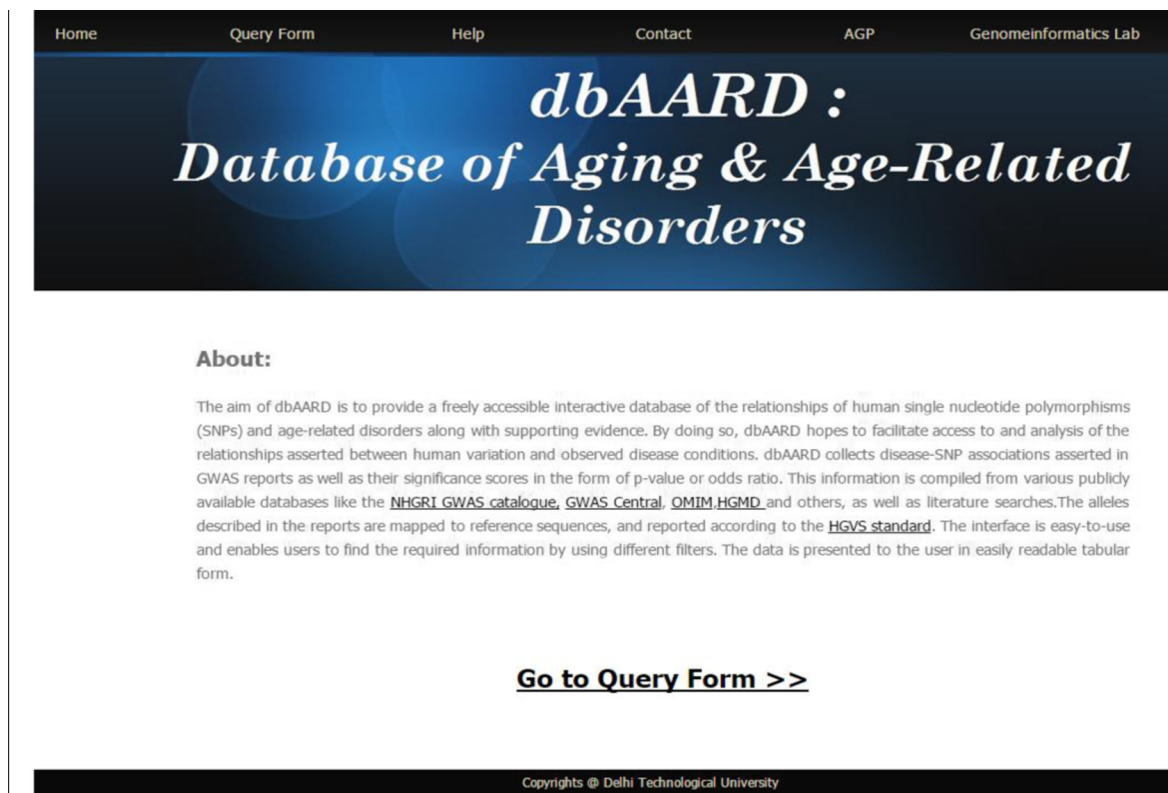 Home Query Form Help Contact AGP Genomeinformatics Lab
dbAARD :
Database of Aging & Age-Related
Disorders
About:
The aim of dbAARD is to provide a freely accessible interactive database of the relationships of human single nucleotide polymorphisms
(SNPs) and age-related disorders along with supporting evidence. By doing so, dbAARD hopes to facilitate access to and analysis of the
relationships asserted between human variation and observed disease conditions. dbAARD collects disease-SNP associations asserted in
GWAS reports as well as their significance scores in the form of p-value or odds ratio. This information is compiled from various publicly
available databases like the NHGRI GWAS catalogue, GWAS Central, OMIM,HGMD and others, as well as literature searches.The alleles
described in the reports are mapped to reference sequences, and reported according to the HGVS standard. The interface is easy-to-use
and enables users to find the required information by using different filters. The data is presented to the user in easily readable tabular
form.
Go to Query Form >>
Copyrights @ Delhi Technological University